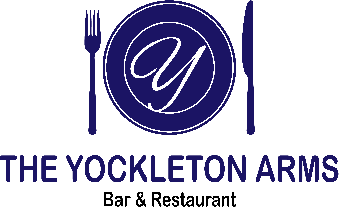 Y
THE YOCKLETON ARMS
Bar & Restaurant